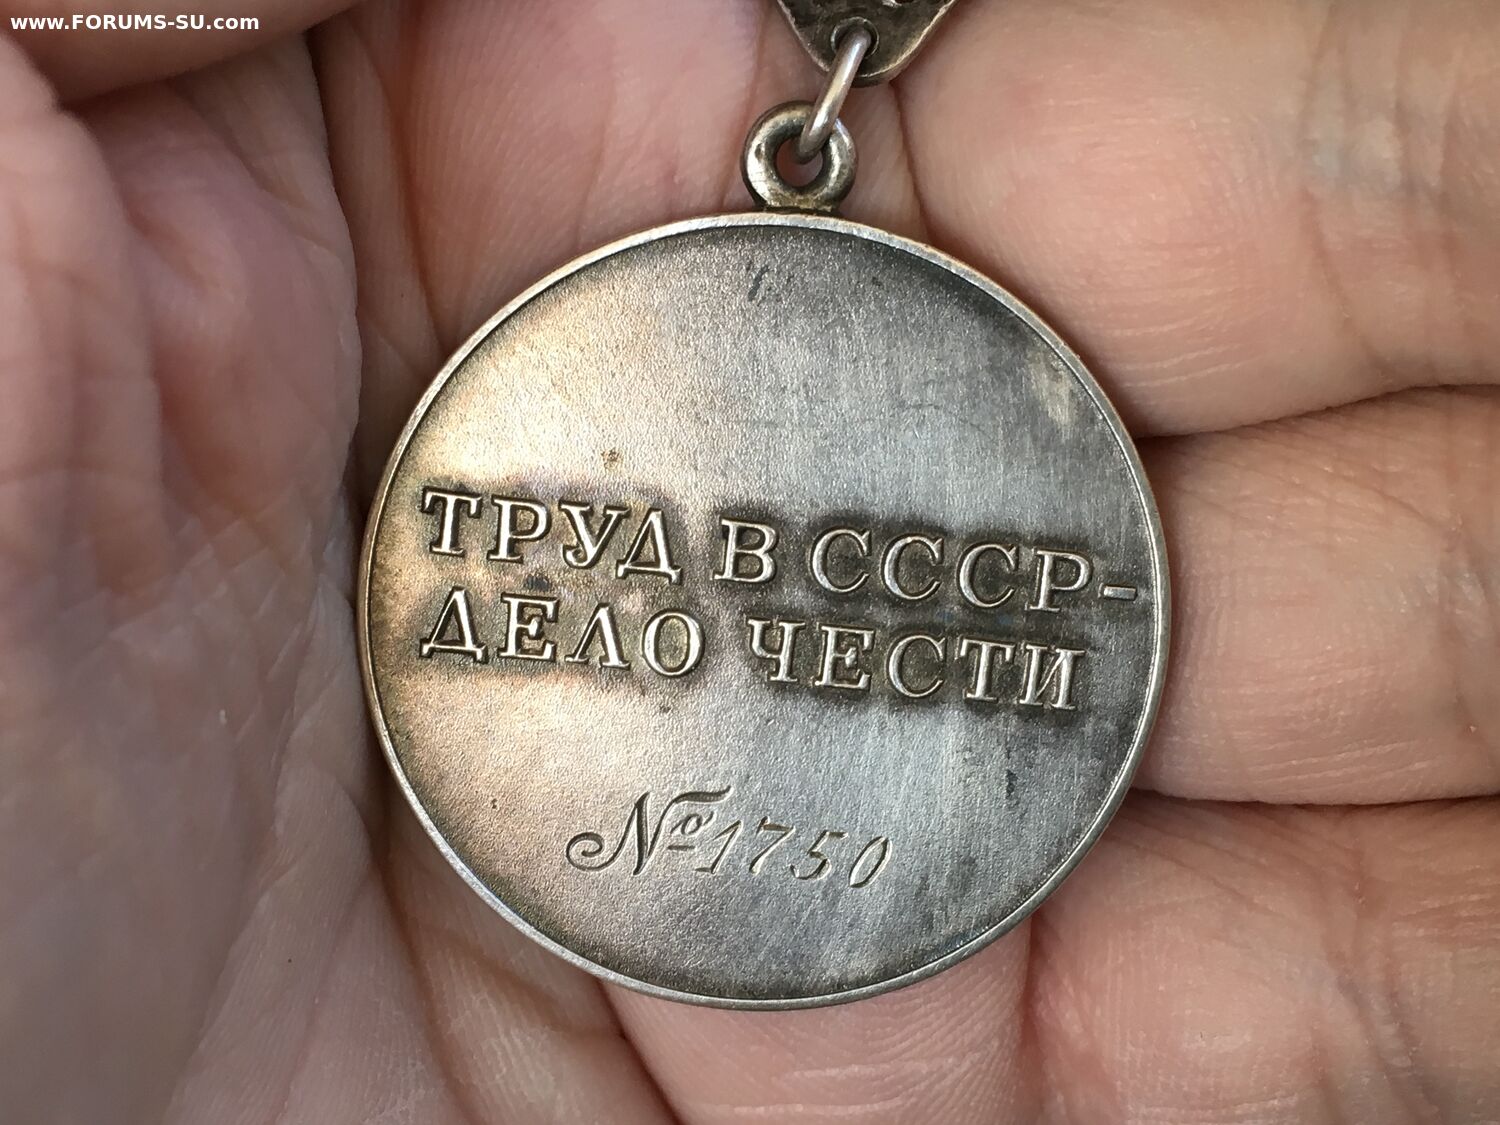 www.FORUMS-SU.com
ТРУД В СССР-
ДЕЛО ЧЕСТИ
№1750